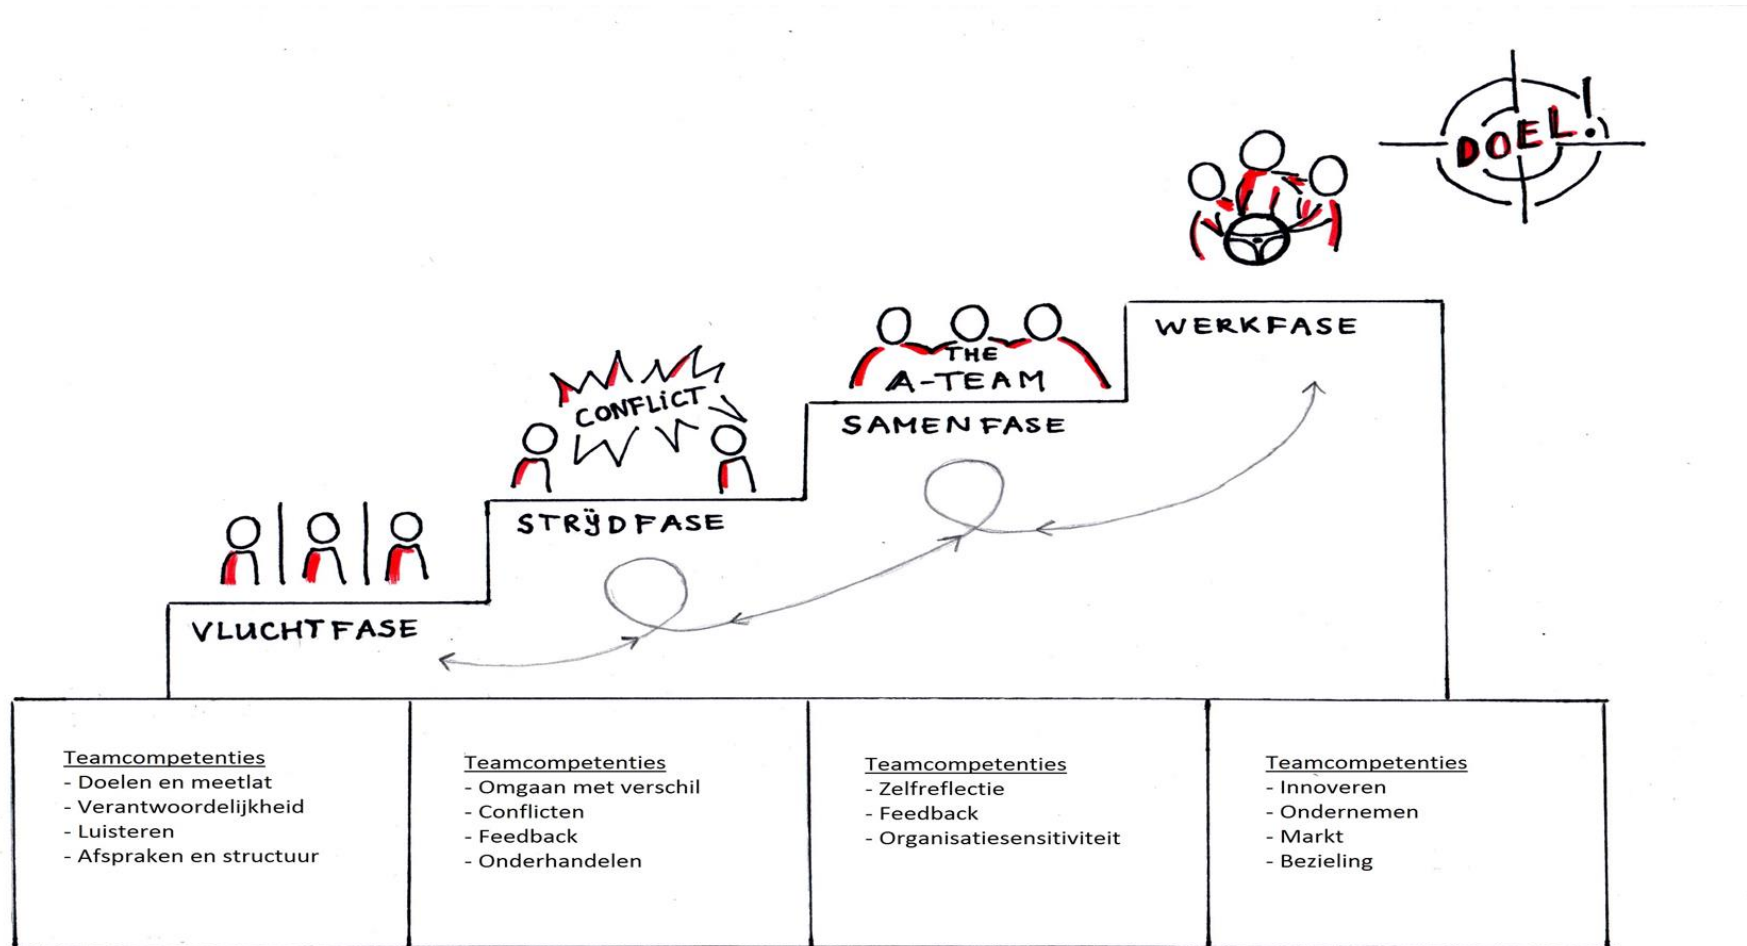 DOEL!
THE
A-TEAM
WERKFASE
CONFLiCT
SAMENFASE
STRÿDFASE
VLUCHTFASE
Teamcompetenties
- Doelen en meetlat
- Verantwoordelijkheid
- Luisteren
- Afspraken en structuur
Teamcompetenties
- Omgaan met verschil
- Conflicten
- Feedback
- Onderhandelen
Teamcompetenties
- Zelfreflectie
- Feedback
- Organisatiesensitiviteit
Teamcompetenties
- Innoveren
- Ondernemen
- Markt
- Bezieling